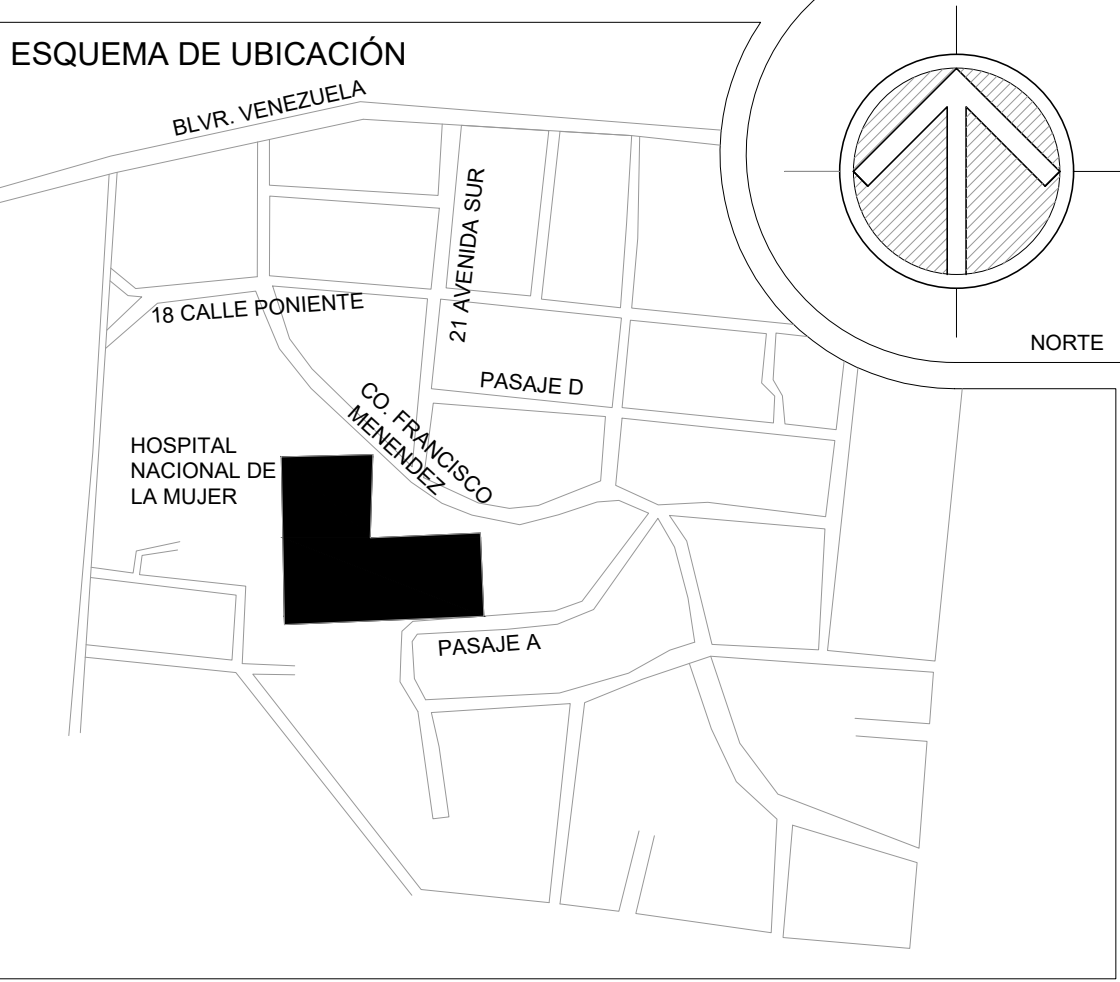 ESQUEMA DE UBICACIÓN
BLVR. VENEZUELA
21 AVENIDA SUR
18 CALLE PONIENTE
NORTE
PASAJE D
CO. FRANCISCO
MENENDEZ
HOSPITAL
NACIONAL DE
LA MUJER
PASAJE A